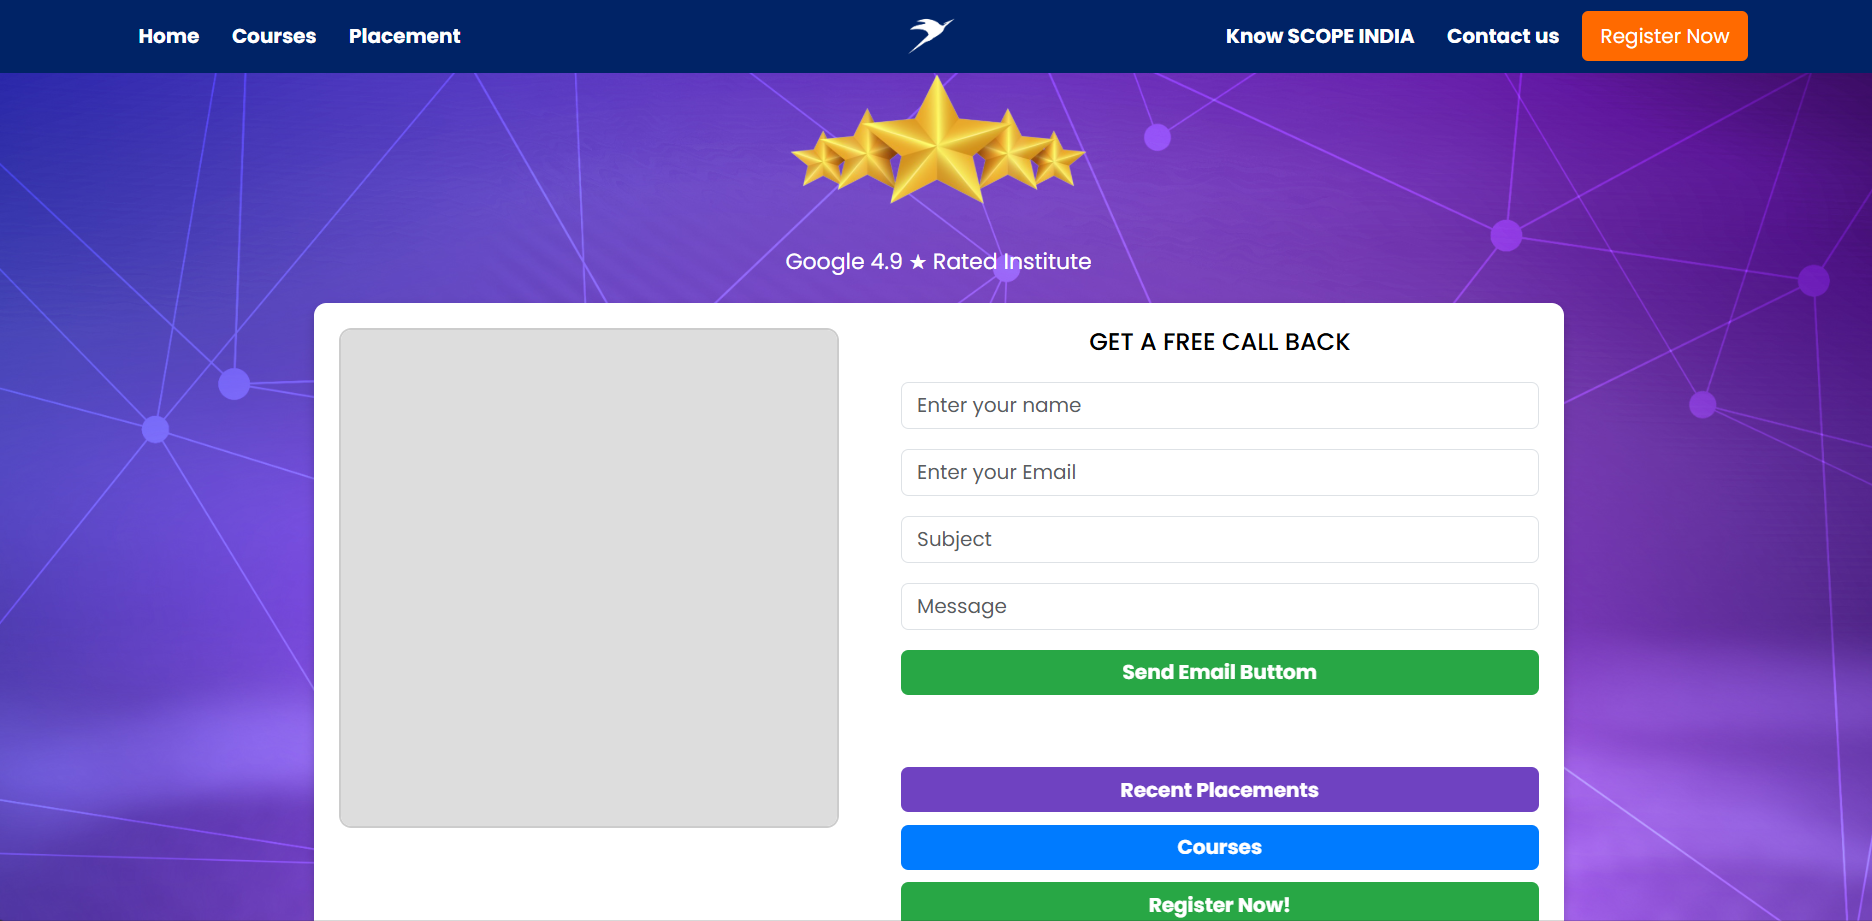 Home Courses Placement Know SCOPE INDIA Contact us Register Now
Google 4.9 ★ Rated Institute
GET A FREE CALL BACK
Enter your name
Enter your Email
Subject
Message
Send Email Buttom
Recent Placements
Courses
Register Now!